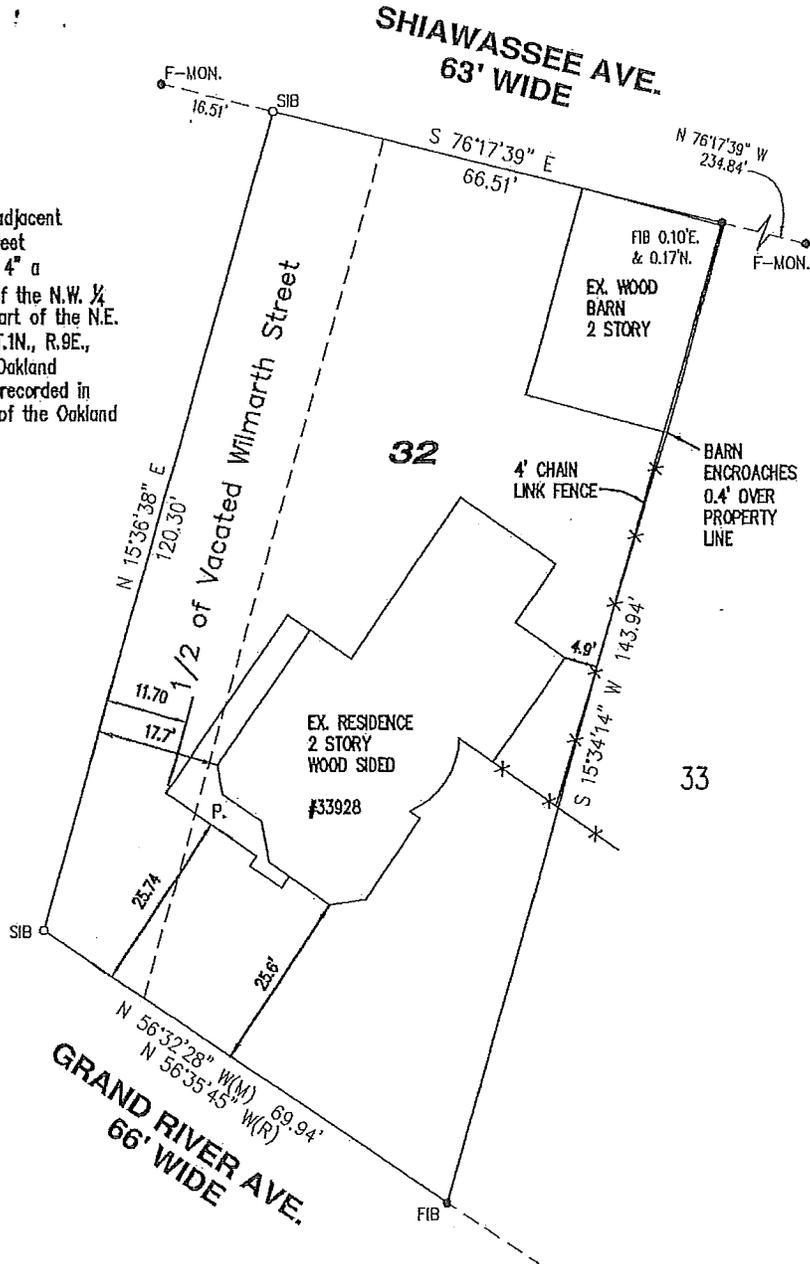 SHIAWASSEE AVE.
63' WIDE
F-MON.
16.51'
SIB
S 76°17'39" E
66.51'
N 76°17'39" W
234.84'
F-MON.
FIB 0.10'E.
& 0.17'N.
EX. WOOD
BARN
2 STORY
adjacent
4" a
of the N.W. 1/4
art of the N.E.
T.1N., R.9E.,
Oakland
recorded in
of the Oakland
N 15°36'38" E
120.30'
1/2 of Vacated Wilmarth Street
32
4' CHAIN
LINK FENCE
BARN
ENCROACHES
0.4' OVER
PROPERTY
LINE
4.9'
S 15°34'14" W 143.94'
11.70
17.7'
EX. RESIDENCE
2 STORY
WOOD SIDED
#33928
33
P.
25.74
25.6'
SIB
N 56°32'28" W(M) 69.94'
N 56°35'45" W(R)
GRAND RIVER AVE.
66' WIDE
FIB